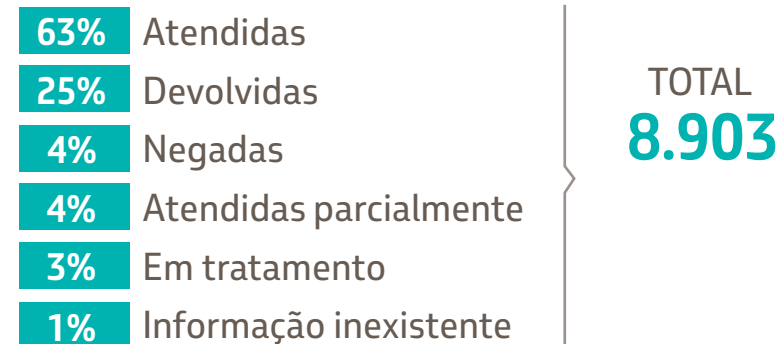 63% Atendidas
25% Devolvidas
4% Negadas
4% Atendidas parcialmente
3% Em tratamento
1% Informação inexistente
TOTAL
8.903